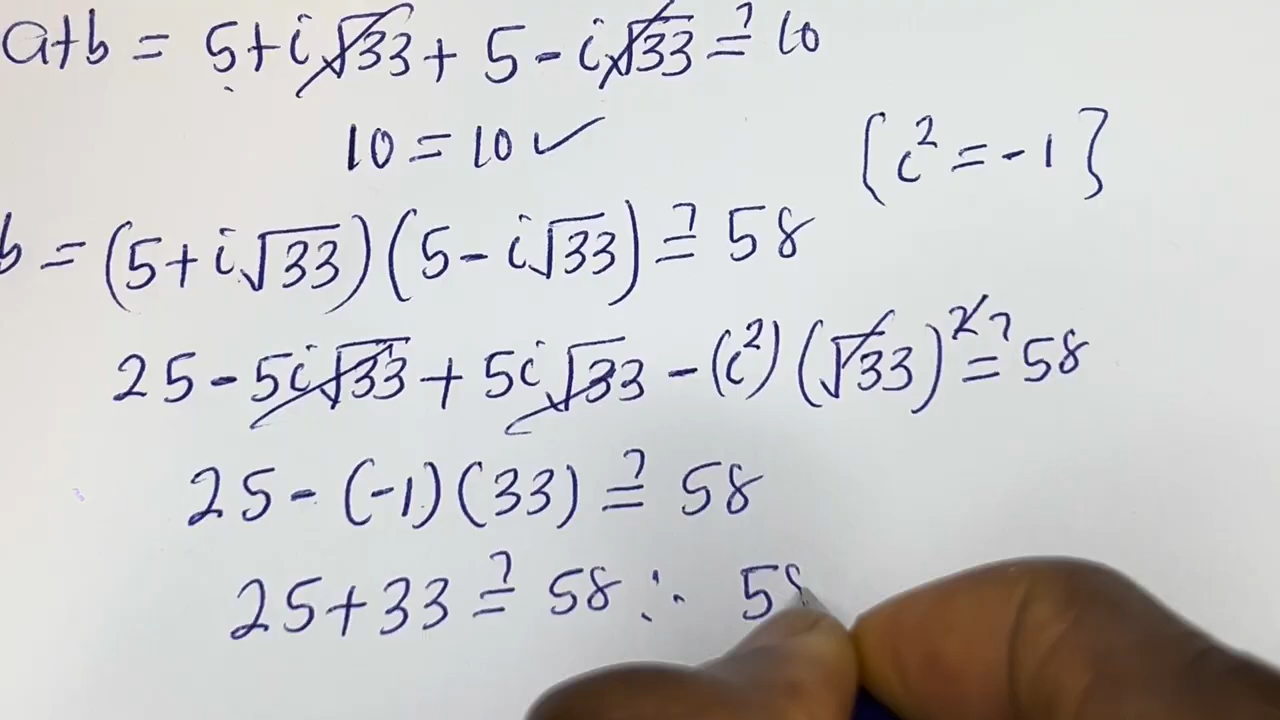 a+b = 5+i√33 + 5 - i√33 ≟ 10
10 = 10 ✓
{i² = -1}
b = (5+i√33)(5-i√33) ≟ 58
25 - 5i√33 + 5i√33 - (i²)(√33)² ≟ 58
25 - (-1)(33) ≟ 58
25+33 ≟ 58 ∴ 58